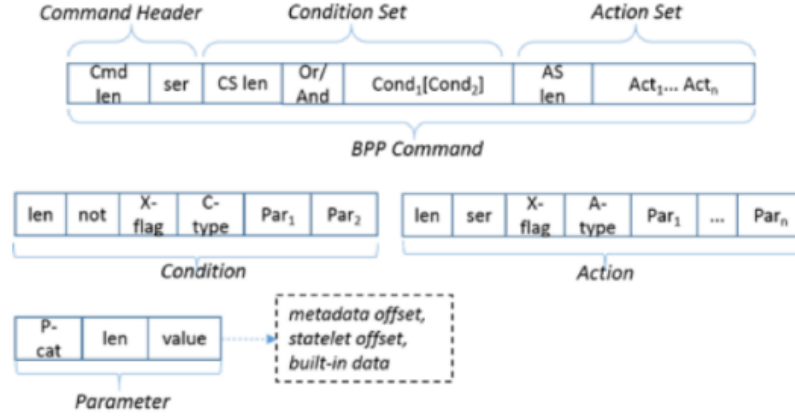 Command Header Condition Set Action Set
Cmd len ser CS len Or/ And Cond₁[Cond₂] AS len Act₁... Actₙ
BPP Command
len not X- flag C- type Par₁ Par₂
Condition
len ser X- flag A- type Par₁ ... Parₙ
Action
P- cat len value
Parameter
metadata offset,
statelet offset,
built-in data